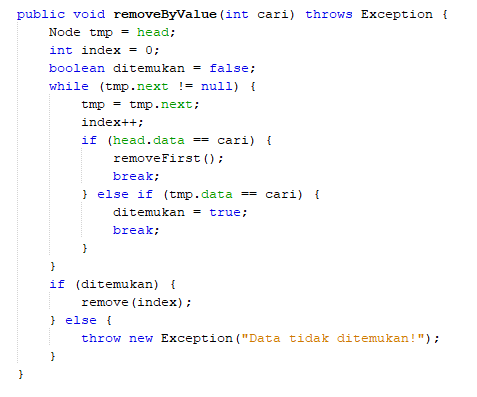 public void removeByValue(int cari) throws Exception {
    Node tmp = head;
    int index = 0;
    boolean ditemukan = false;
    while (tmp.next != null) {
        tmp = tmp.next;
        index++;
        if (head.data == cari) {
            removeFirst();
            break;
        } else if (tmp.data == cari) {
            ditemukan = true;
            break;
        }
    }
    if (ditemukan) {
        remove(index);
    } else {
        throw new Exception("Data tidak ditemukan!");
    }
}